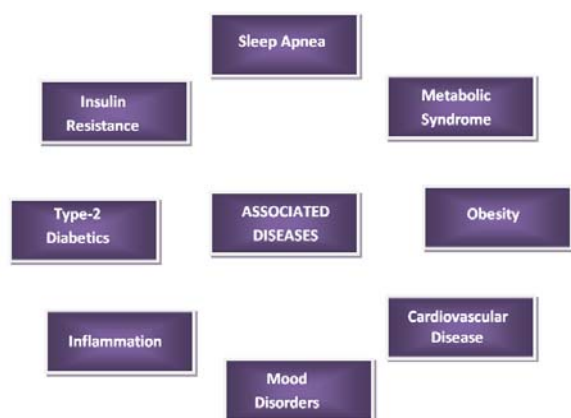 Sleep Apnea
Insulin
Resistance
Metabolic
Syndrome
Type-2
Diabetics
ASSOCIATED
DISEASES
Obesity
Inflammation
Cardiovascular
Disease
Mood
Disorders